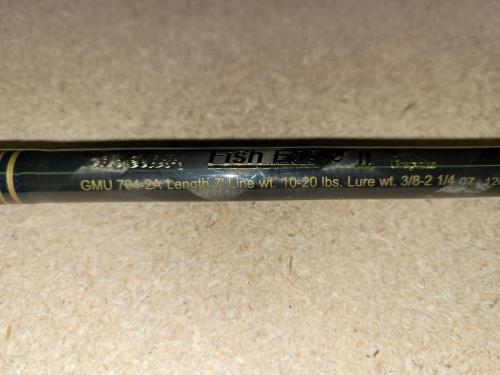 Fish Eagle II
GMU 704-2A Length 7' Line wt. 10-20 lbs. Lure wt. 3/8-2 1/4 oz